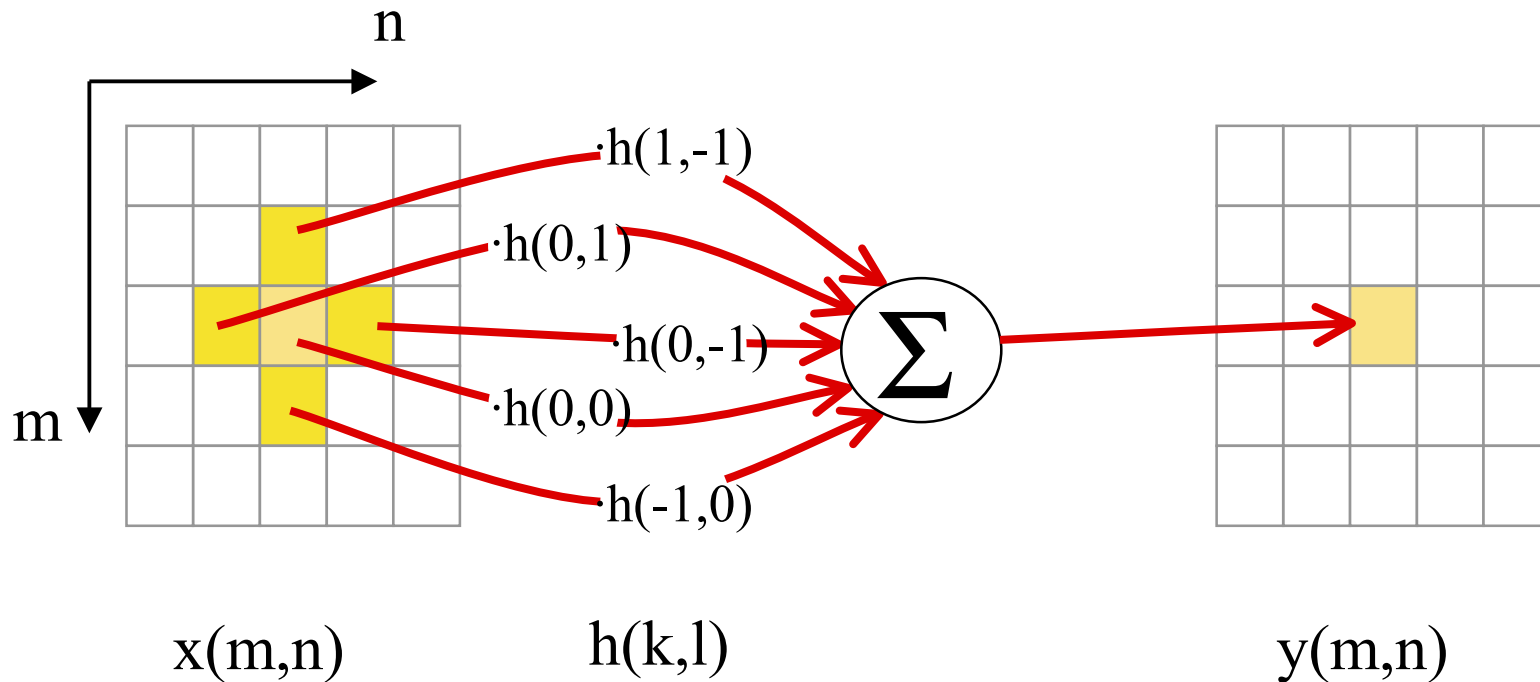 n
·h(1,-1)
·h(0,1)
·h(0,-1)
Σ
·h(0,0)
m
·h(-1,0)
x(m,n)
h(k,l)
y(m,n)